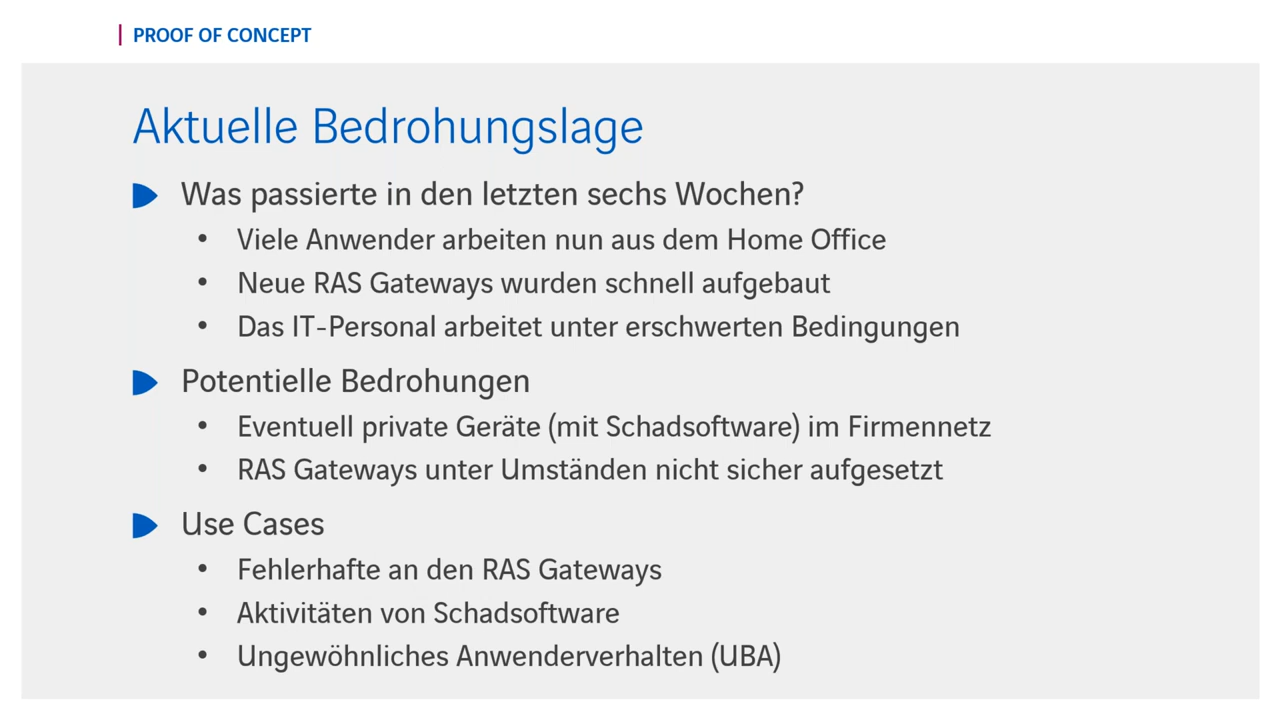 PROOF OF CONCEPT
Aktuelle Bedrohungslage
Was passierte in den letzten sechs Wochen?
• Viele Anwender arbeiten nun aus dem Home Office
• Neue RAS Gateways wurden schnell aufgebaut
• Das IT-Personal arbeitet unter erschwerten Bedingungen
Potentielle Bedrohungen
• Eventuell private Geräte (mit Schadsoftware) im Firmennetz
• RAS Gateways unter Umständen nicht sicher aufgesetzt
Use Cases
• Fehlerhafte an den RAS Gateways
• Aktivitäten von Schadsoftware
• Ungewöhnliches Anwenderverhalten (UBA)